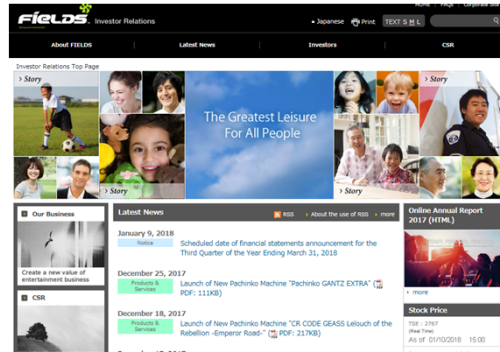 HOME FAQs Corporate Site
FIELDS. Investor Relations
Japanese Print TEXT S M L
About FIELDS Latest News Investors CSR
Investor Relations Top Page
› Story
› Story
The Greatest Leisure
For All People
› Story
› Story
Our Business
Create a new value of
entertainment business
CSR
Latest News RSS About the use of RSS more
January 9, 2018
Notice Scheduled date of financial statements announcement for the
Third Quarter of the Year Ending March 31, 2018
December 25, 2017
Products &
Services
Launch of New Pachinko Machine "Pachinko GANTZ EXTRA" (
PDF: 111KB)
December 18, 2017
Products &
Services
Launch of New Pachinko Machine "CR CODE GEASS Lelouch of the
Rebellion -Emperor Road-" ( PDF: 217KB)
Online Annual Report
2017 (HTML)
more
Stock Price
TSE : 2767
(Real Time)
As of 01/10/2018 15:00